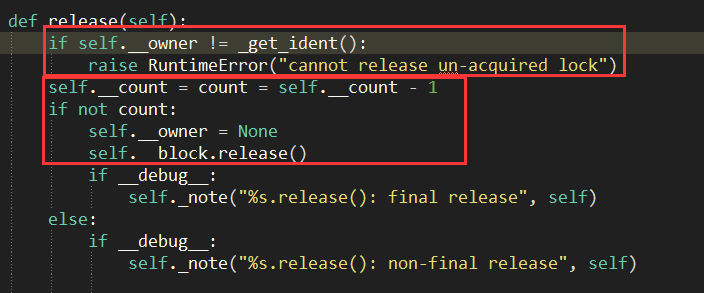 def release(self):
    if self.__owner != _get_ident():
        raise RuntimeError("cannot release un-acquired lock")
    self.__count = count = self.__count - 1
    if not count:
        self.__owner = None
        self.__block.release()
        if __debug__:
            self._note("%s.release(): final release", self)
    else:
        if __debug__:
            self._note("%s.release(): non-final release", self)